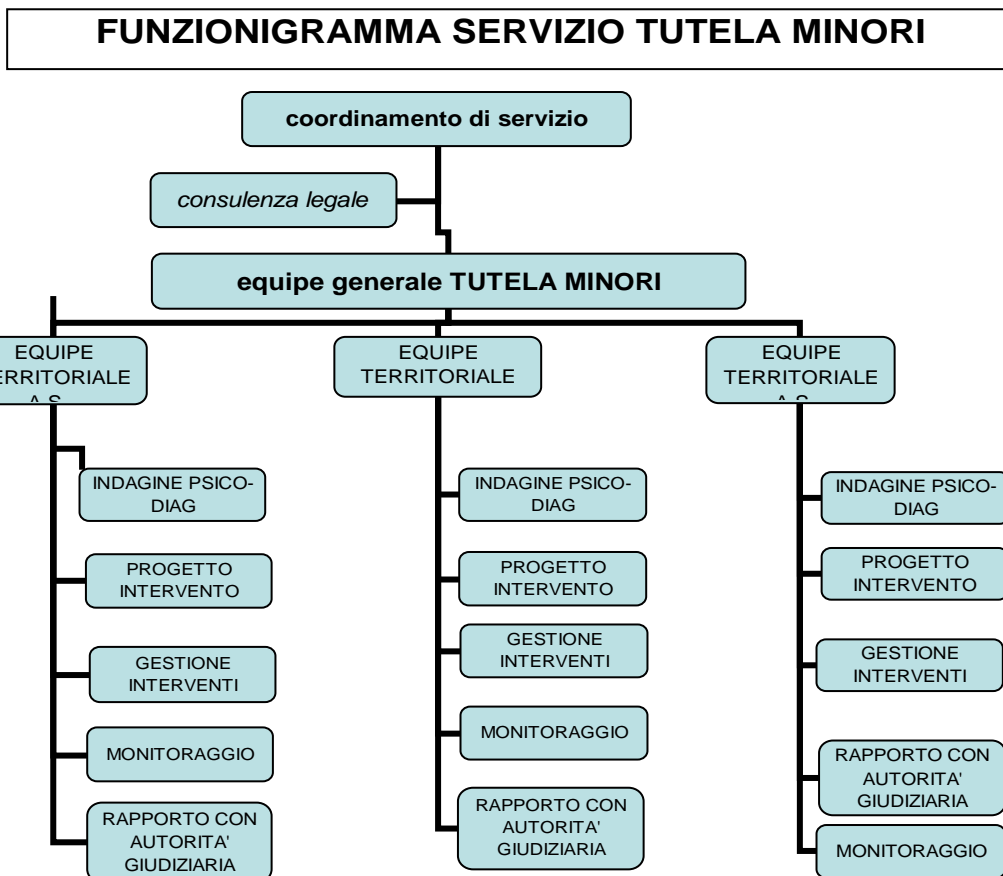 FUNZIONIGRAMMA SERVIZIO TUTELA MINORI
coordinamento di servizio
consulenza legale
equipe generale TUTELA MINORI
EQUIPE
ERRITORIALE
EQUIPE
TERRITORIALE
EQUIPE
TERRITORIALE
INDAGINE PSICO-
DIAG
PROGETTO
INTERVENTO
GESTIONE
INTERVENTI
MONITORAGGIO
RAPPORTO CON
AUTORITA'
GIUDIZIARIA
INDAGINE PSICO-
DIAG
PROGETTO
INTERVENTO
GESTIONE
INTERVENTI
MONITORAGGIO
RAPPORTO CON
AUTORITA'
GIUDIZIARIA
INDAGINE PSICO-
DIAG
PROGETTO
INTERVENTO
GESTIONE
INTERVENTI
RAPPORTO CON
AUTORITA'
GIUDIZIARIA
MONITORAGGIO